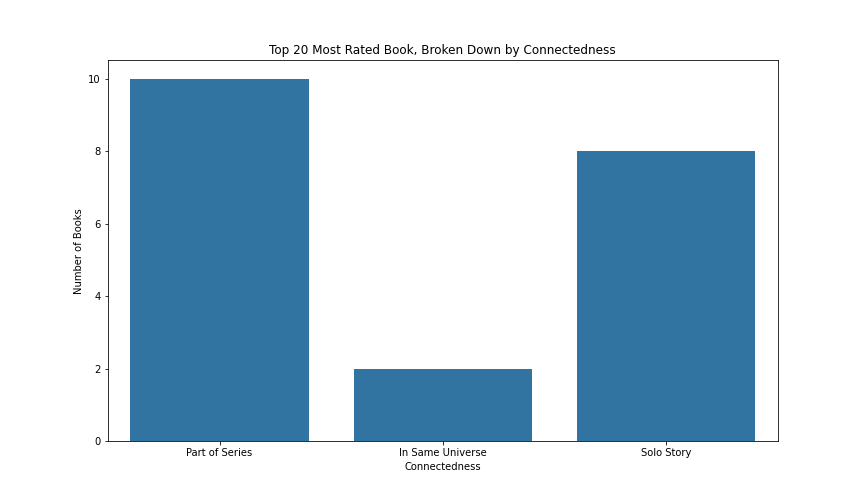 Top 20 Most Rated Book, Broken Down by Connectedness
Number of Books
10
8
6
4
2
0
Part of Series
In Same Universe
Solo Story
Connectedness